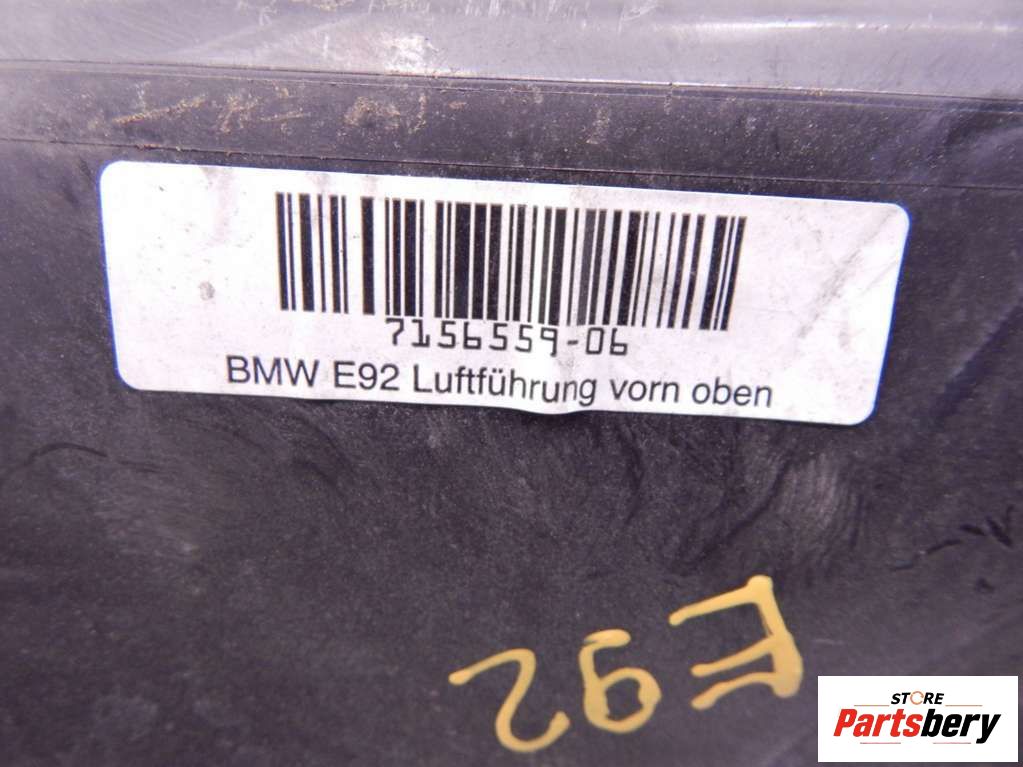 7156559-06
BMW E92 Luftführung vorn oben
E92
STORE
Partsbery